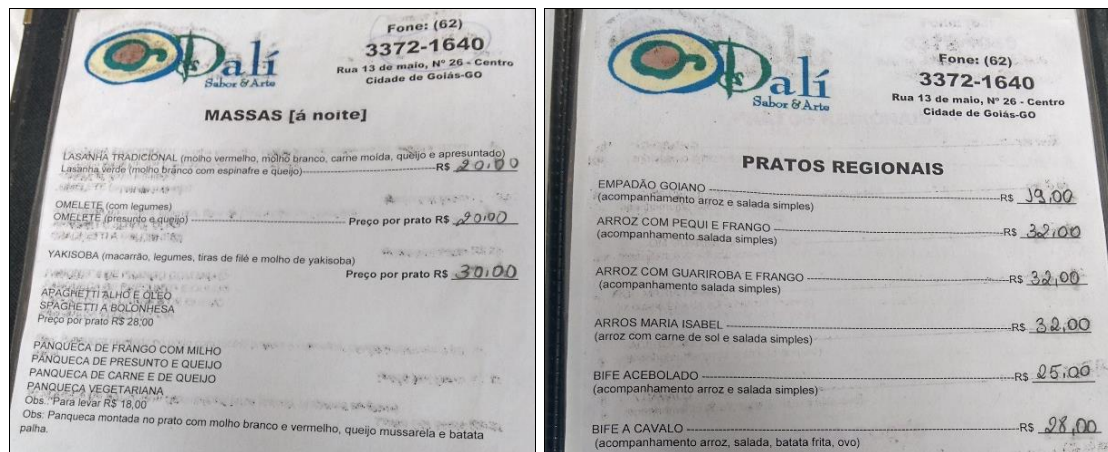 Dalí
Sabor & Arte
Fone: (62)
3372-1640
Rua 13 de maio, Nº 26 - Centro
Cidade de Goiás-GO
MASSAS [á noite]
LASANHA TRADICIONAL (molho vermelho, molho branco, carne moída, queijo e apresuntado)
Lasanha verde (molho branco com espinafre e queijo)------R$ 20,00
OMELETE (com legumes)
OMELETE (presunto e queijo)------ Preço por prato R$ 20,00
YAKISOBA (macarrão, legumes, tiras de filé e molho de yakisoba)
Preço por prato R$ 30,00
APAGHETTI ALHO E ÓLEO
SPAGHETTI A BOLONHESA
Preço por prato R$ 28,00
PANQUECA DE FRANGO COM MILHO
PANQUECA DE PRESUNTO E QUEIJO
PANQUECA DE CARNE E DE QUEIJO
PANQUECA VEGETARIANA
Obs.: Para levar R$ 18,00
Obs: Panqueca montada no prato com molho branco e vermelho, queijo mussarela e batata
palha.
Dalí
Sabor & Arte
Fone: (62)
3372-1640
Rua 13 de maio, Nº 26 - Centro
Cidade de Goiás-GO
PRATOS REGIONAIS
EMPADÃO GOIANO ------R$ 19,00
(acompanhamento arroz e salada simples)
ARROZ COM PEQUI E FRANGO ------R$ 32,00
(acompanhamento salada simples)
ARROZ COM GUARIROBA E FRANGO ------R$ 32,00
(acompanhamento salada simples)
ARROS MARIA ISABEL ------R$ 32,00
(arroz com carne de sol e salada simples)
BIFE ACEBOLADO ------R$ 25,00
(acompanhamento arroz e salada simples)
BIFE A CAVALO ------R$ 28,00
(acompanhamento arroz, salada, batata frita, ovo)